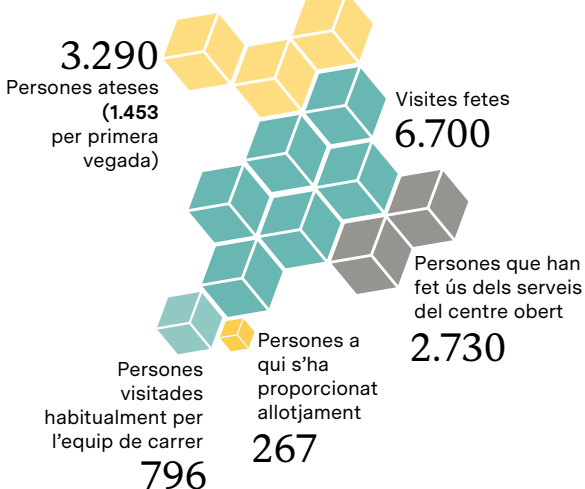 3.290
Persones ateses
(1.453
per primera
vegada)
Visites fetes
6.700
Persones que han
fet ús dels serveis
del centre obert
2.730
Persones a
qui s’ha
proporcionat
allotjament
267
Persones
visitades
habitualment per
l’equip de carrer
796